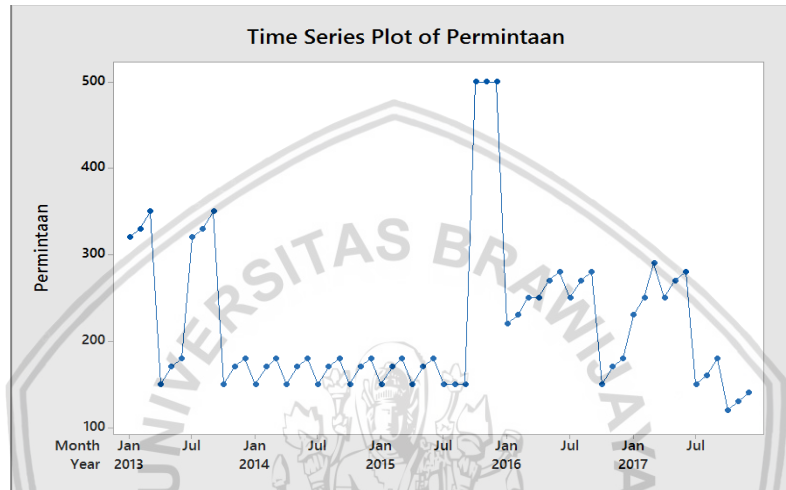 Time Series Plot of Permintaan
500
400
300
200
100
Permintaan
Month Jan Jul Jan Jul Jan Jul Jan Jul Jan Jul
Year 2013 2014 2015 2016 2017
UNIVERSITAS BRAWIJAYA